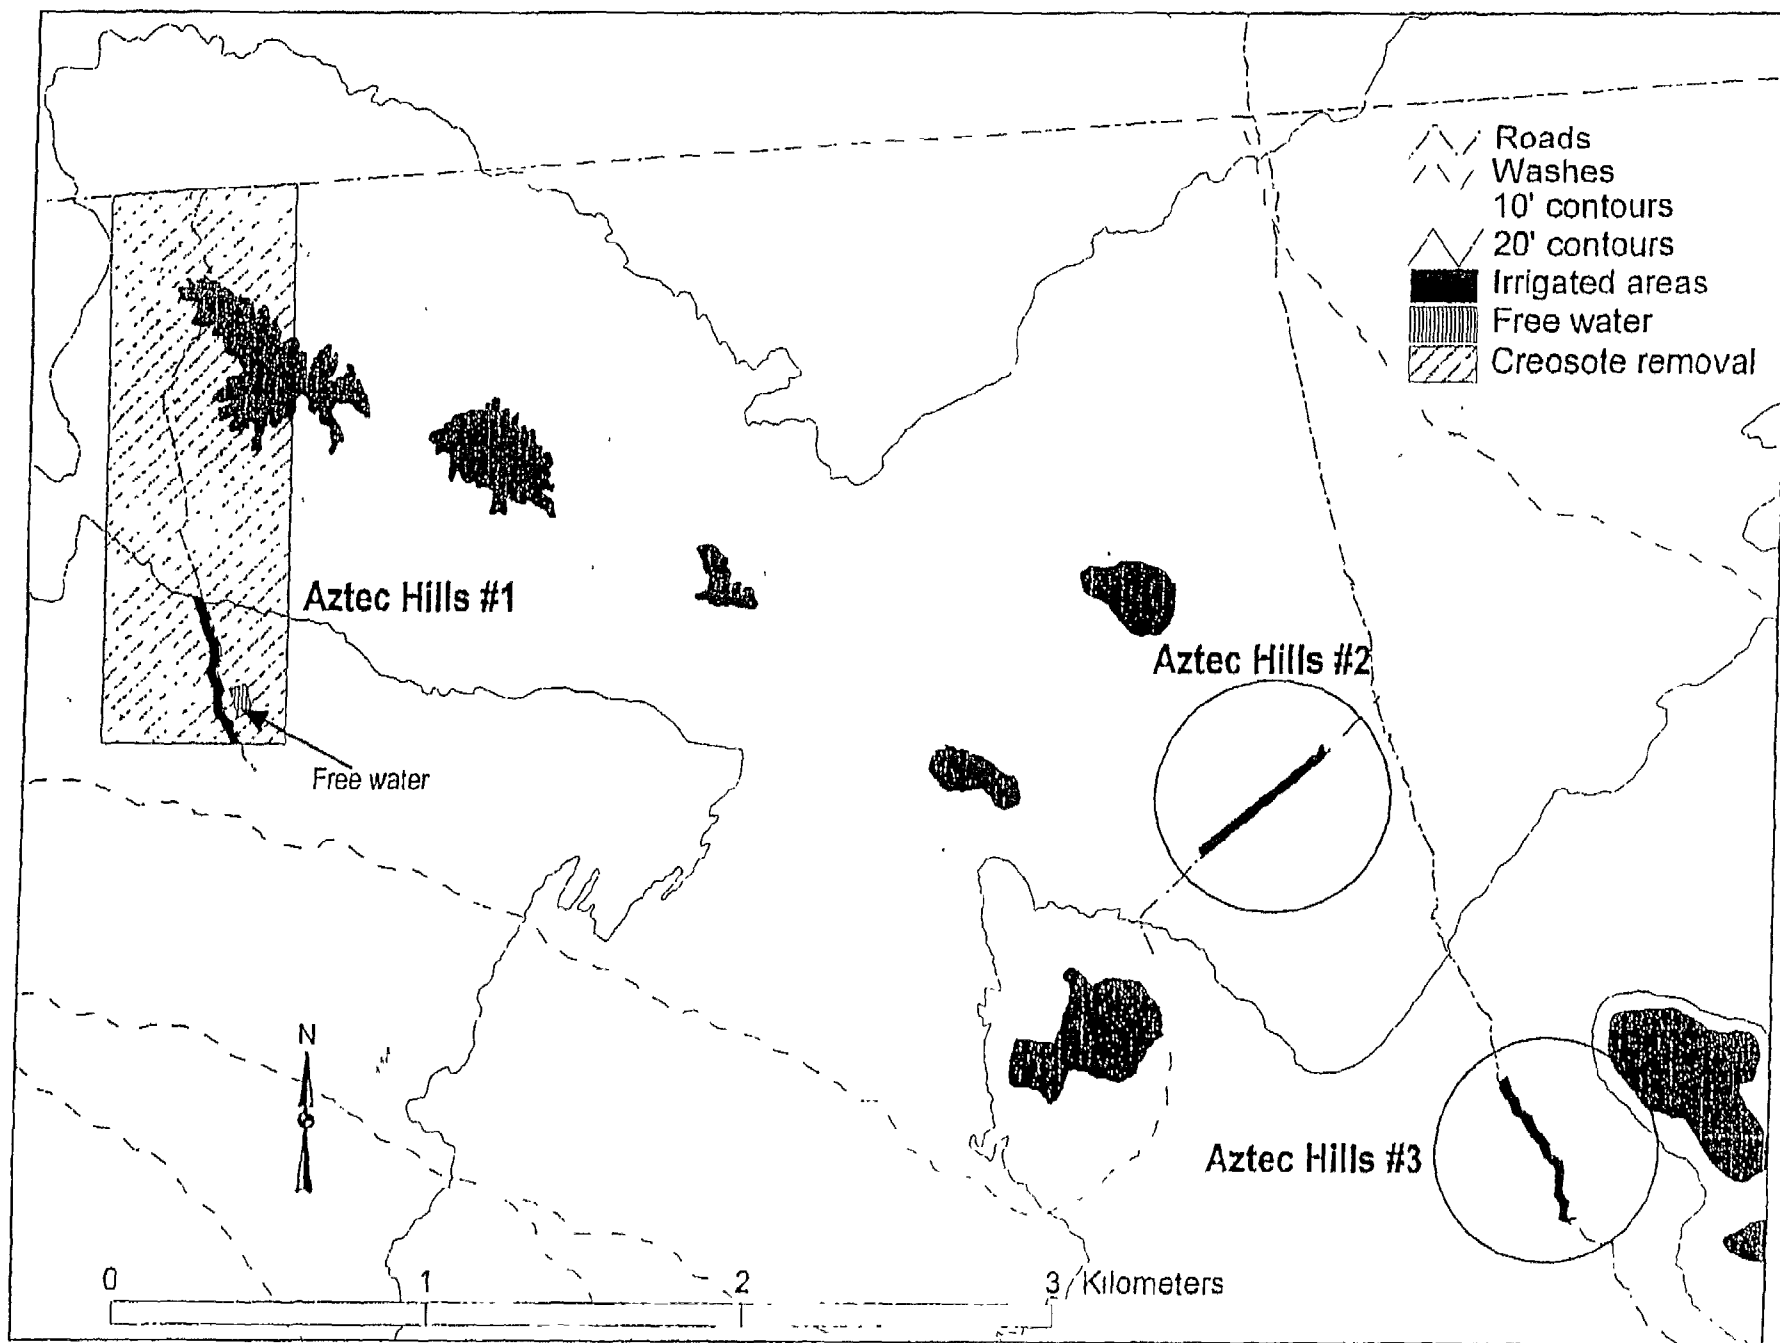 Roads
Washes
10' contours
20' contours
Irrigated areas
Free water
Creosote removal
Aztec Hills #1
Aztec Hills #2
Free water
N
Aztec Hills #3
0 1 2 3 Kilometers